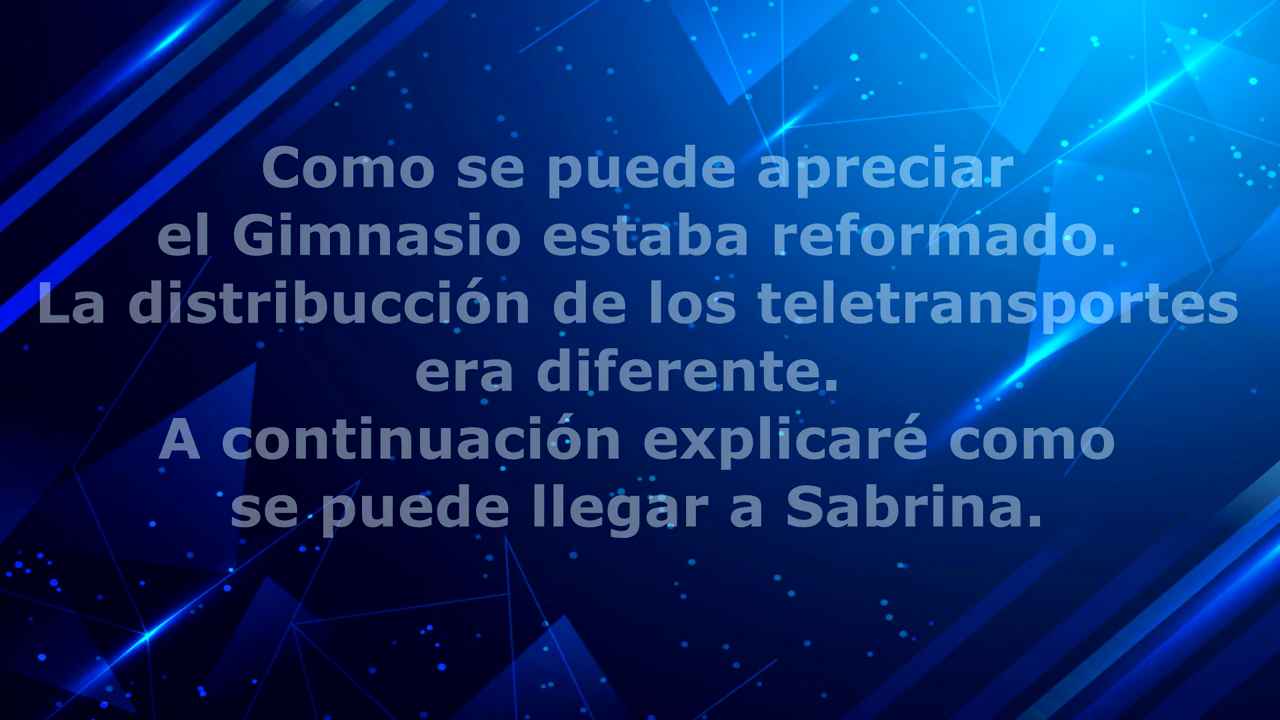 Como se puede apreciar
el Gimnasio estaba reformado.
La distribucción de los teletransportes
era diferente.
A continuación explicaré como
se puede llegar a Sabrina.